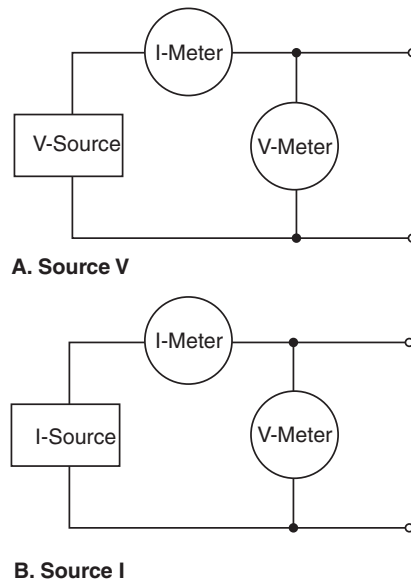 I-Meter
V-Source
V-Meter
A. Source V
I-Meter
I-Source
V-Meter
B. Source I